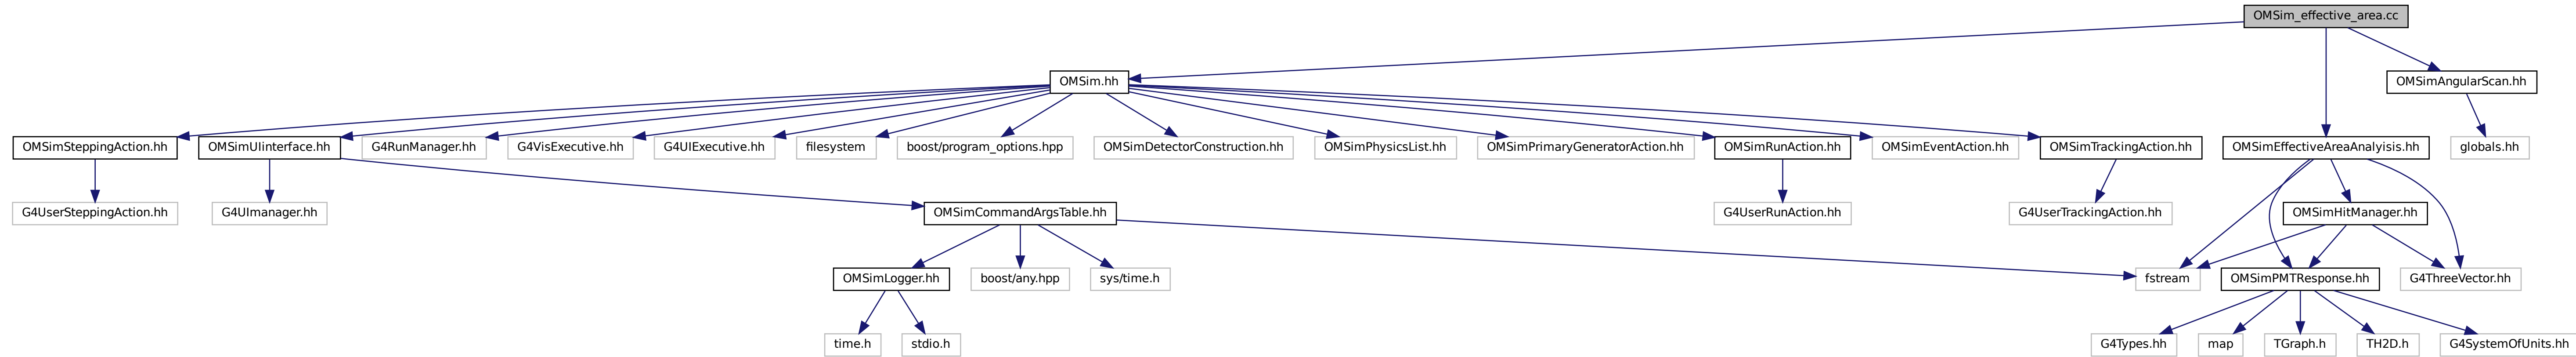 OMSim_effective_area.cc
OMSim.hh
OMSimAngularScan.hh
OMSimSteppingAction.hh
OMSimUIinterface.hh
G4RunManager.hh
G4VisExecutive.hh
G4UIExecutive.hh
filesystem
boost/program_options.hpp
OMSimDetectorConstruction.hh
OMSimPhysicsList.hh
OMSimPrimaryGeneratorAction.hh
OMSimRunAction.hh
OMSimEventAction.hh
OMSimTrackingAction.hh
OMSimEffectiveAreaAnalyisis.hh
globals.hh
G4UserSteppingAction.hh
G4UImanager.hh
OMSimCommandArgsTable.hh
G4UserRunAction.hh
G4UserTrackingAction.hh
OMSimHitManager.hh
OMSimLogger.hh
boost/any.hpp
sys/time.h
fstream
OMSimPMTResponse.hh
G4ThreeVector.hh
time.h
stdio.h
G4Types.hh
map
TGraph.h
TH2D.h
G4SystemOfUnits.hh